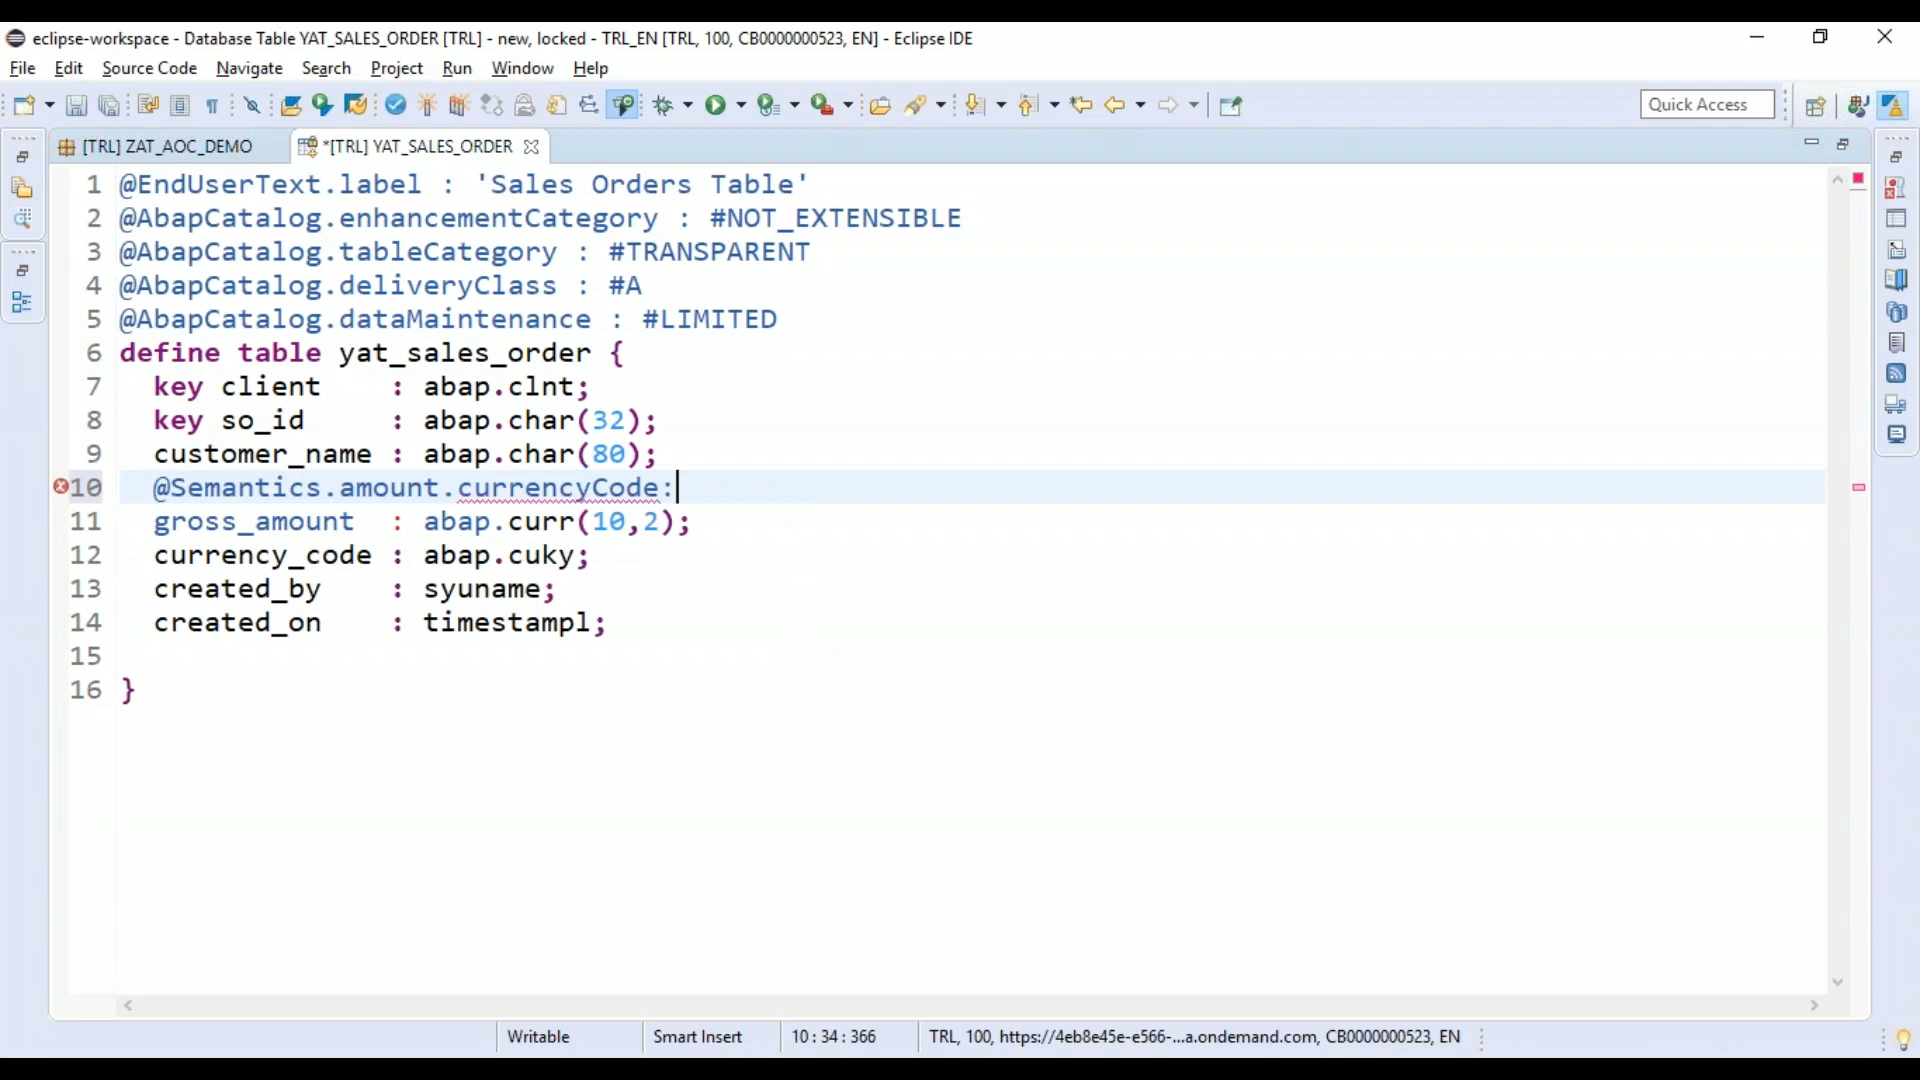 eclipse-workspace - Database Table YAT_SALES_ORDER [TRL] - new, locked - TRL_EN [TRL, 100, CB0000000523, EN] - Eclipse IDE
File Edit Source Code Navigate Search Project Run Window Help
Quick Access
[TRL] ZAT_AOC_DEMO *[TRL] YAT_SALES_ORDER
1 @EndUserText.label : 'Sales Orders Table'
2 @AbapCatalog.enhancementCategory : #NOT_EXTENSIBLE
3 @AbapCatalog.tableCategory : #TRANSPARENT
4 @AbapCatalog.deliveryClass : #A
5 @AbapCatalog.dataMaintenance : #LIMITED
6 define table yat_sales_order {
7 key client : abap.clnt;
8 key so_id : abap.char(32);
9 customer_name : abap.char(80);
10 @Semantics.amount.currencyCode:
11 gross_amount : abap.curr(10,2);
12 currency_code : abap.cuky;
13 created_by : syuname;
14 created_on : timestampl;
15
16 }
Writable Smart Insert 10 : 34 : 366 TRL, 100, https://4eb8e45e-e566-...a.ondemand.com, CB0000000523, EN